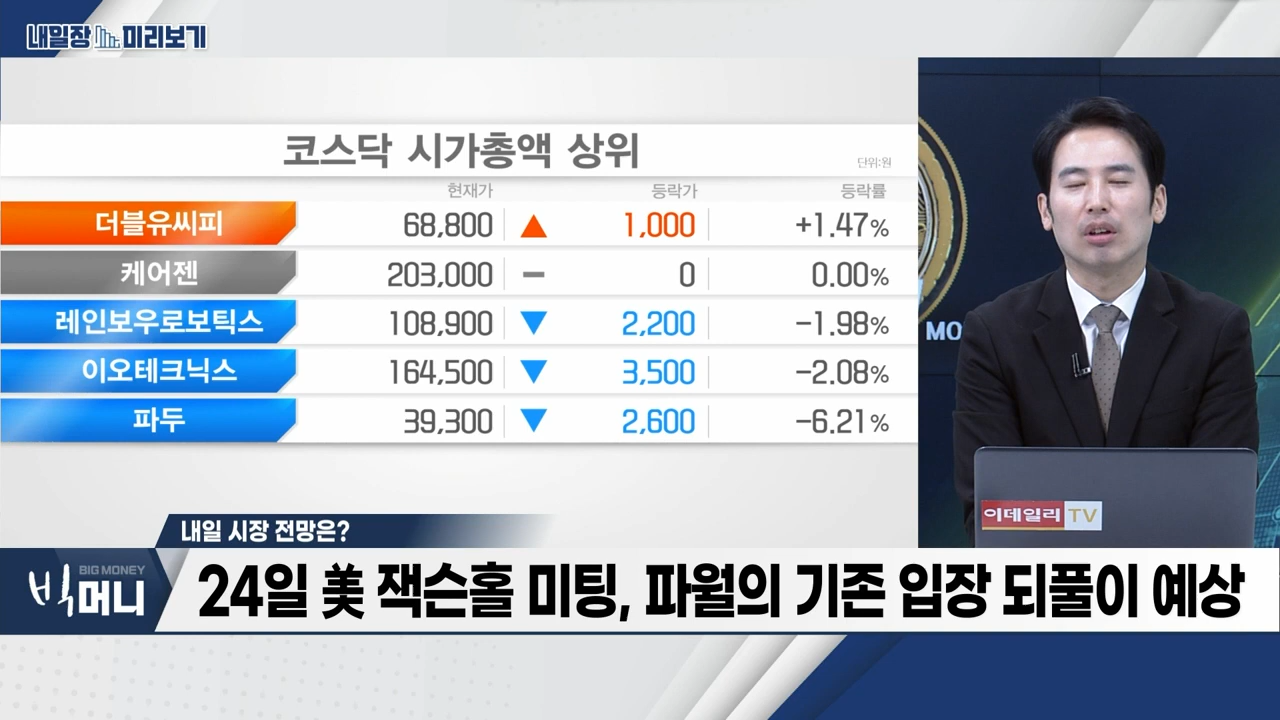 내일장 미리보기
코스닥 시가총액 상위
단위:원
현재가 등락가 등락률
더블유씨피 68,800 ▲ 1,000 +1.47%
케어젠 203,000 - 0 0.00%
레인보우로보틱스 108,900 ▼ 2,200 -1.98%
이오테크닉스 164,500 ▼ 3,500 -2.08%
파두 39,300 ▼ 2,600 -6.21%
MO
이데일리 TV
내일 시장 전망은?
BIG MONEY
빅머니
24일 美 잭슨홀 미팅, 파월의 기존 입장 되풀이 예상